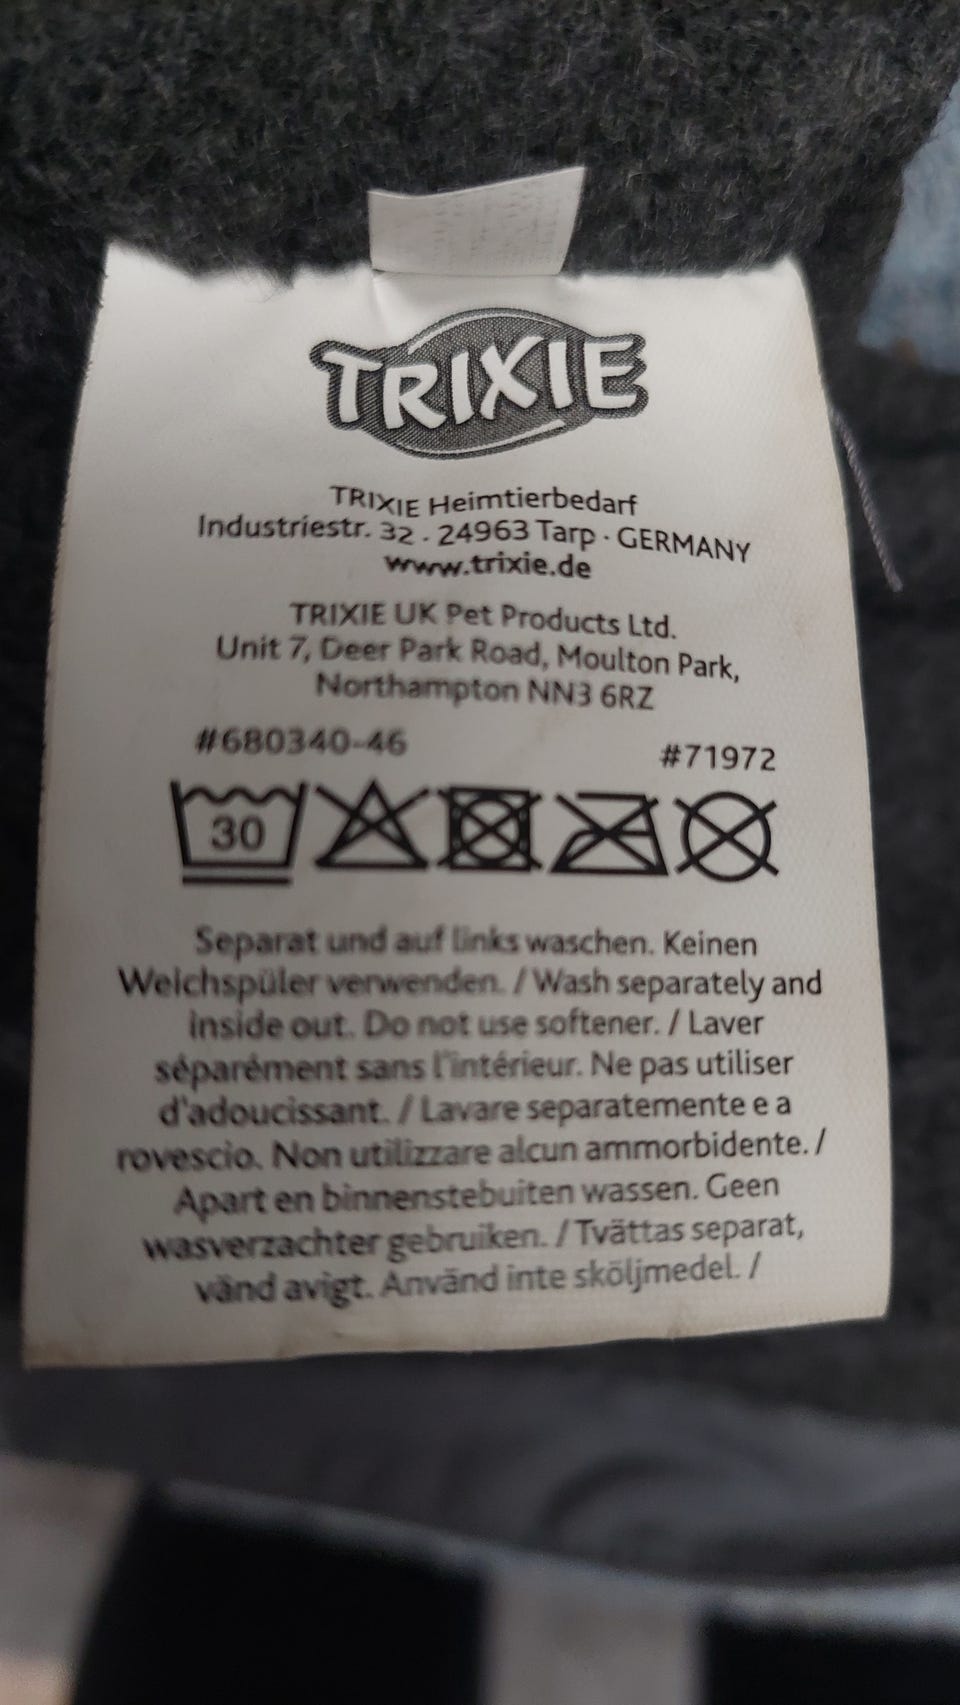 TRIXIE
TRIXIE Heimtierbedarf
Industriestr. 32 · 24963 Tarp · GERMANY
www.trixie.de
TRIXIE UK Pet Products Ltd.
Unit 7, Deer Park Road, Moulton Park,
Northampton NN3 6RZ
#680340-46 #71972
30
Separat und auf links waschen. Keinen
Weichspüler verwenden. / Wash separately and
inside out. Do not use softener. / Laver
séparément sans l'intérieur. Ne pas utiliser
d'adoucissant. / Lavare separatemente e a
rovescio. Non utilizzare alcun ammorbidente. /
Apart en binnenstebuiten wassen. Geen
wasverzachter gebruiken. / Tvättas separat,
vänd avigt. Använd inte sköljmedel. /